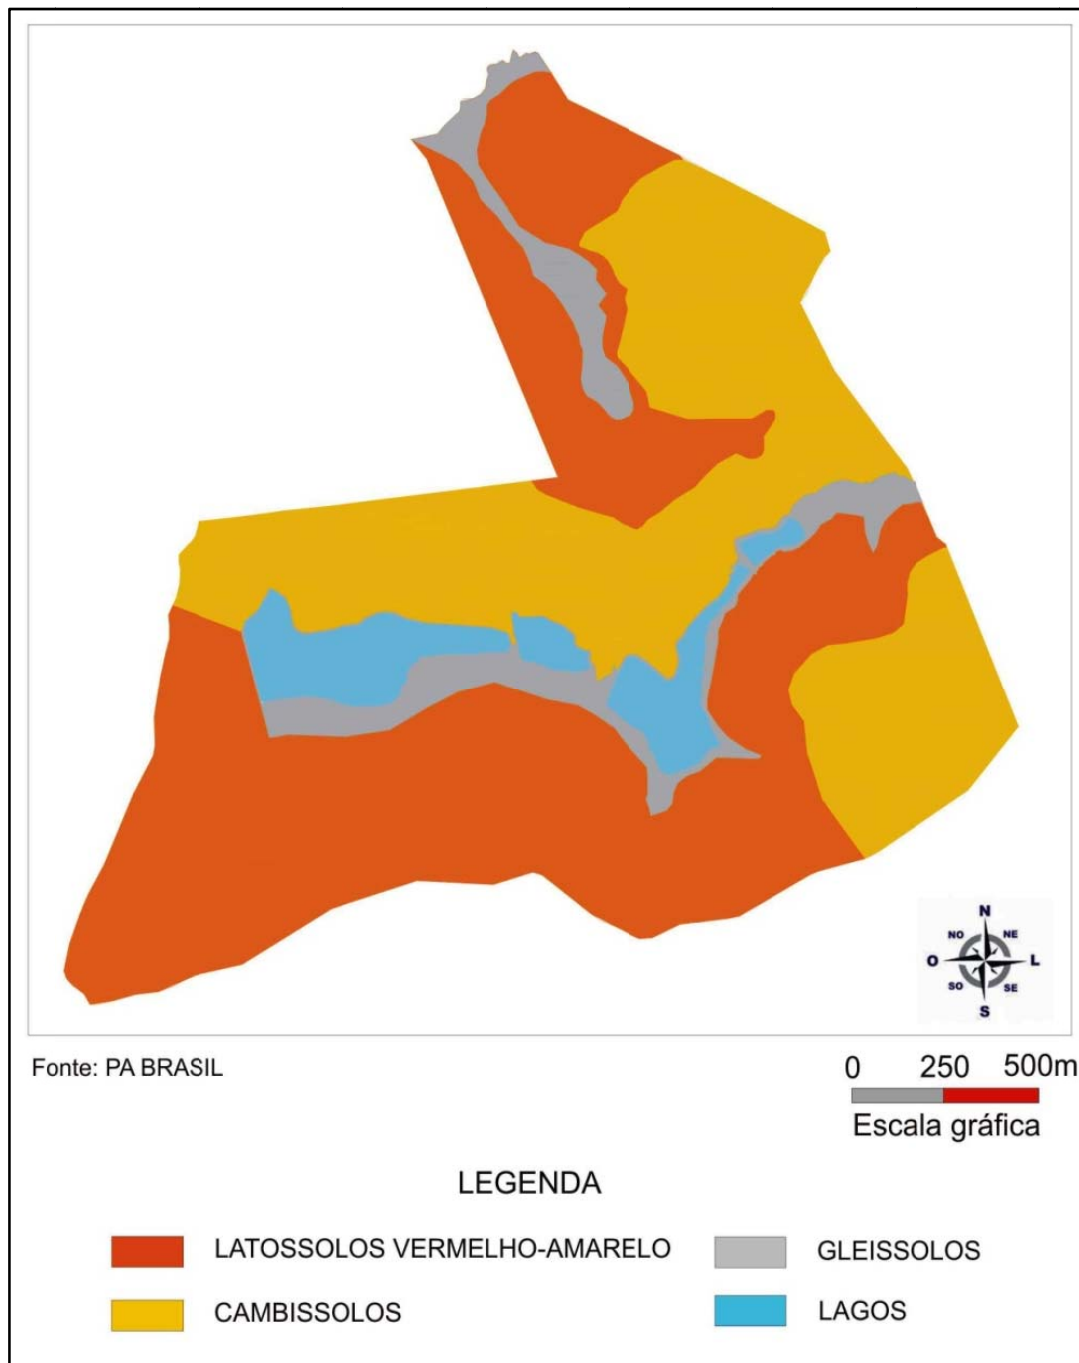 N
NO NE
O L
SO SE
S
Fonte: PA BRASIL
0 250 500m
Escala gráfica
LEGENDA
LATOSSOLOS VERMELHO-AMARELO
GLEISSOLOS
CAMBISSOLOS
LAGOS